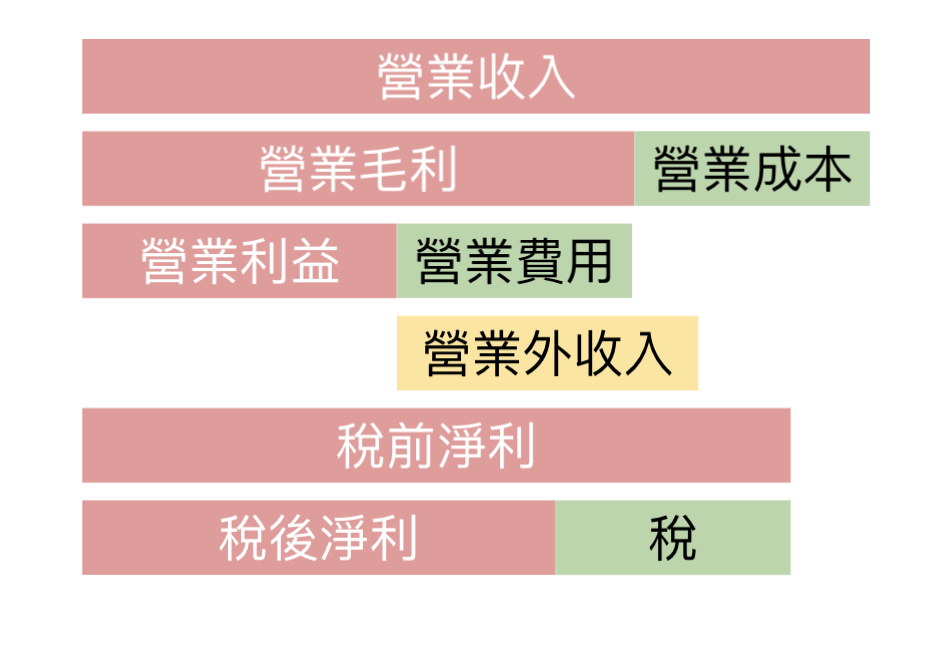 營業收入
營業毛利 營業成本
營業利益 營業費用
營業外收入
稅前淨利
稅後淨利 稅